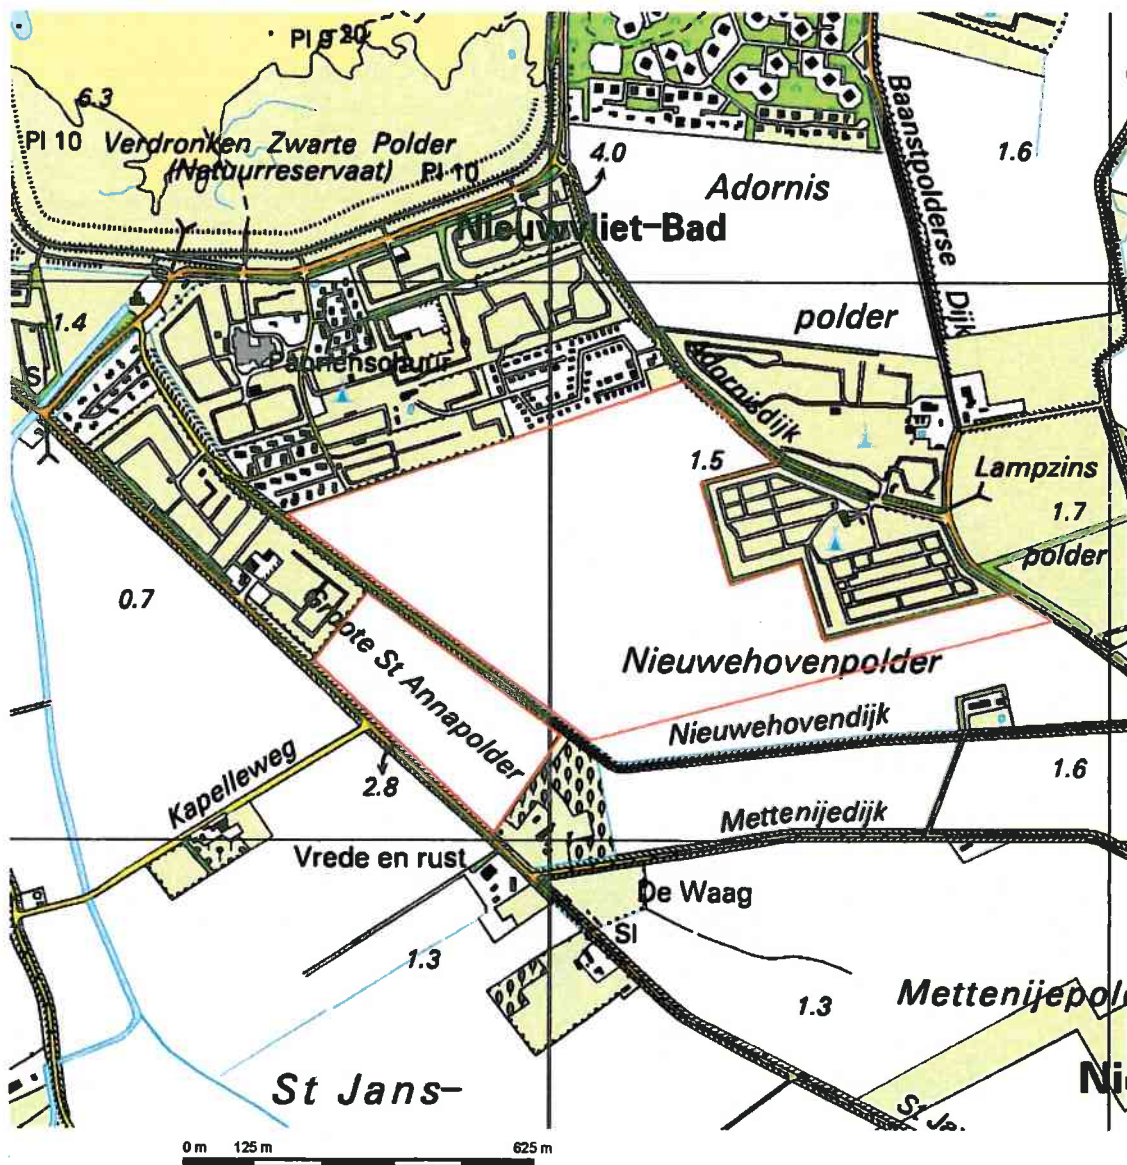 Pl 9 20
6.3
Pl 10
Verdronken Zwarte Polder
(Natuurreservaat)
Pl 10
4.0
Adornis
Baanstpolderse Dijk
1.6
Nieuwvliet-Bad
polder
1.4
Sl
Adornisdijk
1.5
Lampzins
1.7
polder
0.7
Groote St Annapolder
Nieuwehovenpolder
Nieuwehovendijk
1.6
Kapelleweg
2.8
Mettenijedijk
Vrede en rust
De Waag
Sl
1.3
1.3
Mettenijepol
St Jans-
Ni
St Ja
0 m 125 m 625 m